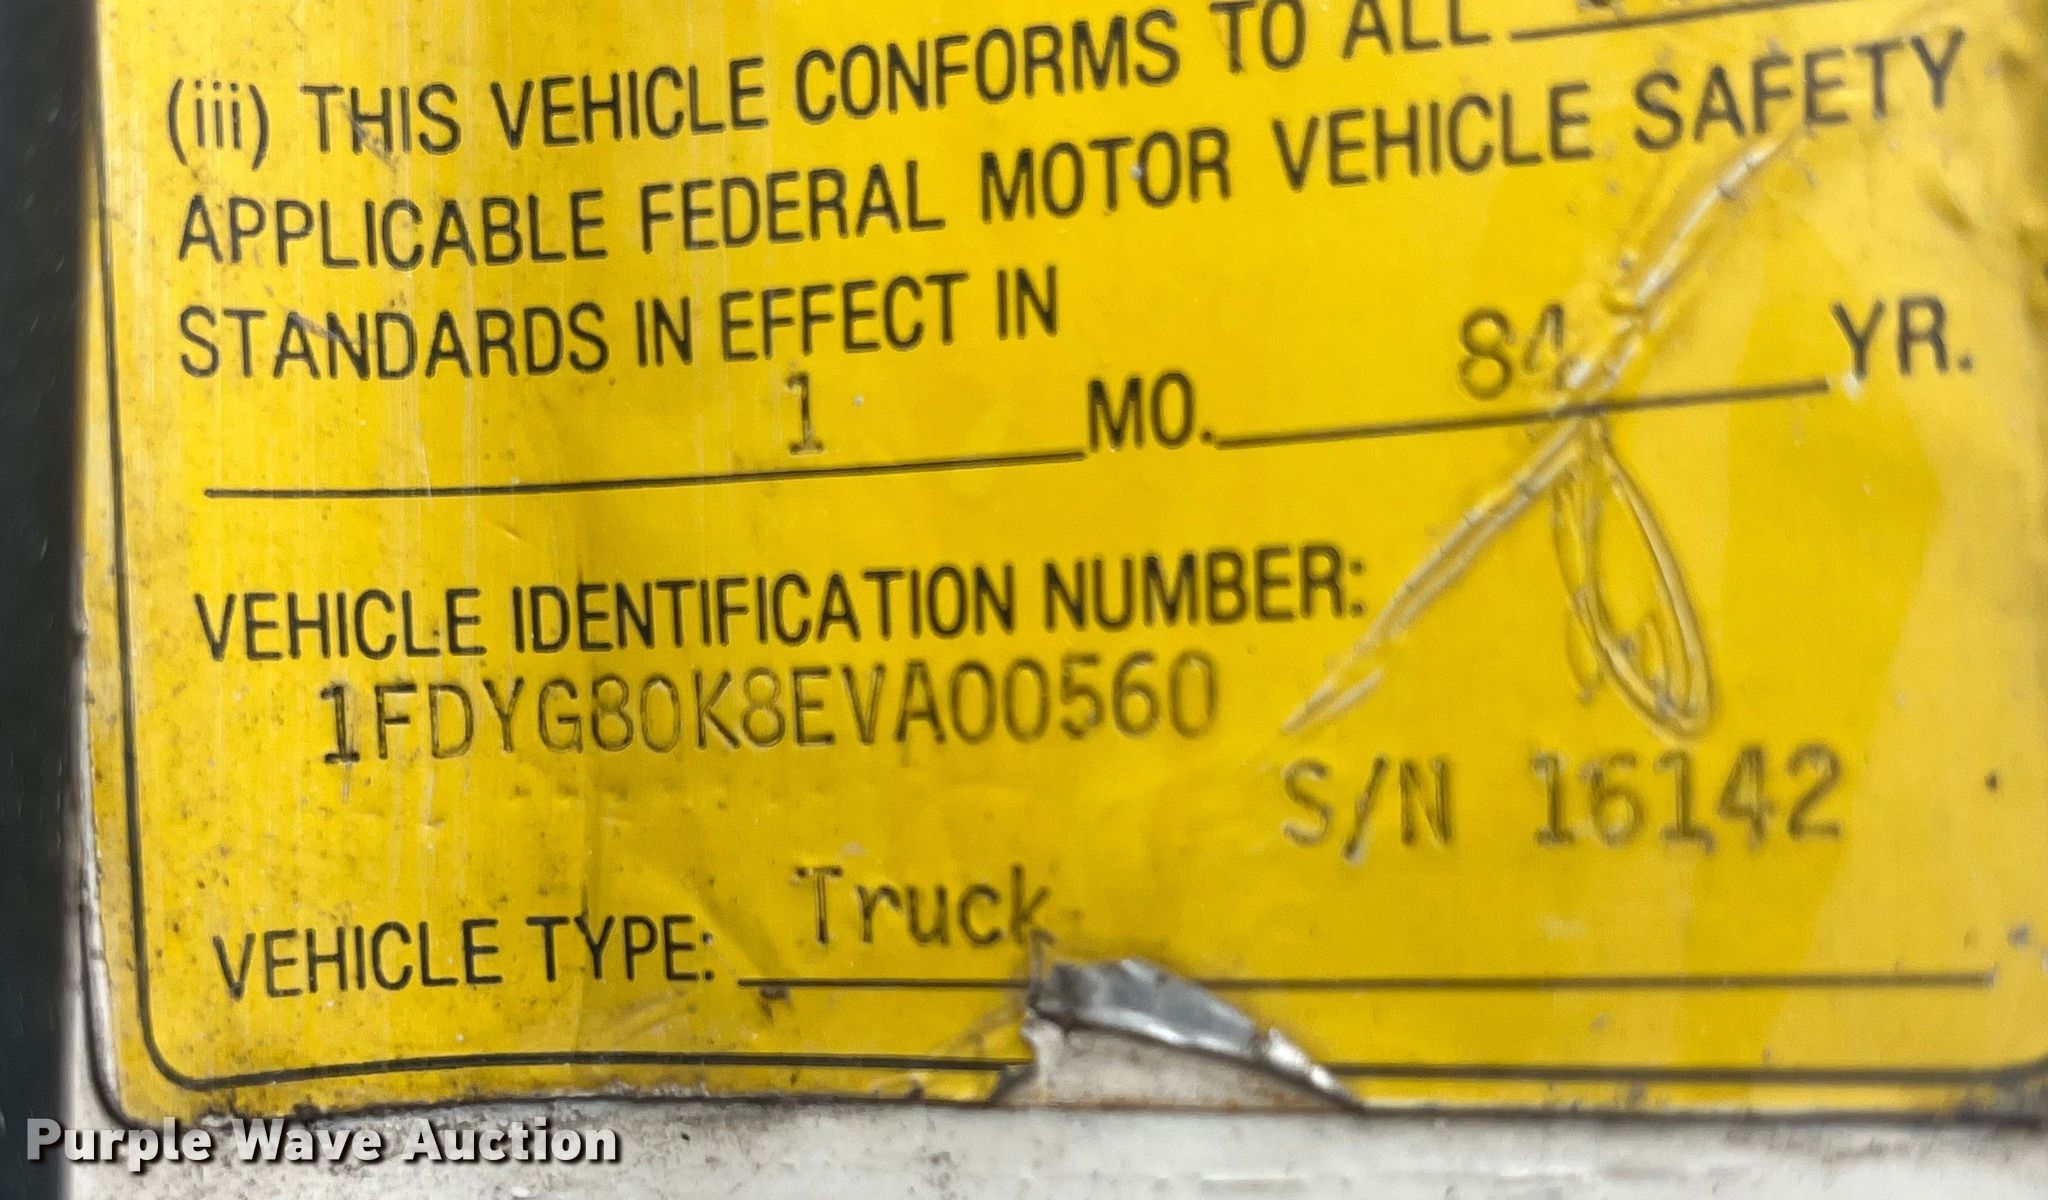 (iii) THIS VEHICLE CONFORMS TO ALL
APPLICABLE FEDERAL MOTOR VEHICLE SAFETY
STANDARDS IN EFFECT IN
1 MO. 84 YR.
VEHICLE IDENTIFICATION NUMBER:
1FDYG80K8EVA00560
S/N 16142
VEHICLE TYPE: Truck
Purple Wave Auction